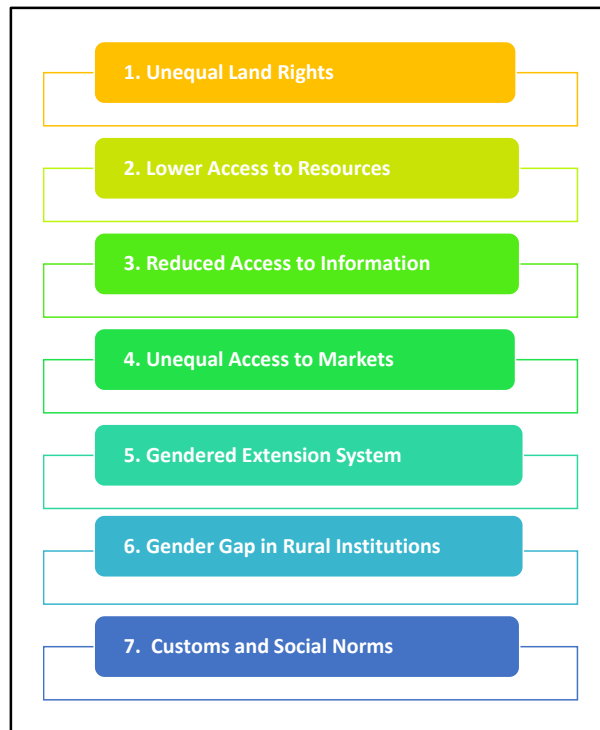 1. Unequal Land Rights
2. Lower Access to Resources
3. Reduced Access to Information
4. Unequal Access to Markets
5. Gendered Extension System
6. Gender Gap in Rural Institutions
7. Customs and Social Norms